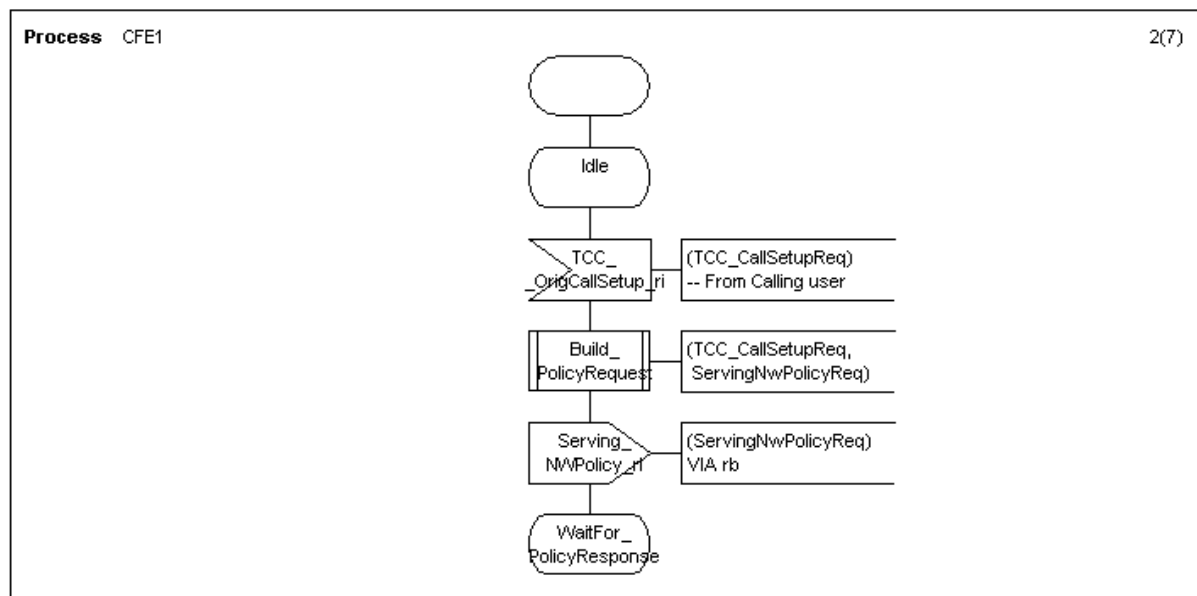 Process CFE1
2(7)
Idle
TCC_
_OrigCallSetup_ri
(TCC_CallSetupReq)
-- From Calling user
Build_
PolicyRequest
(TCC_CallSetupReq,
ServingNwPolicyReq)
Serving_
NWPolicy_ri
(ServingNwPolicyReq)
VIA rb
WaitFor_
PolicyResponse